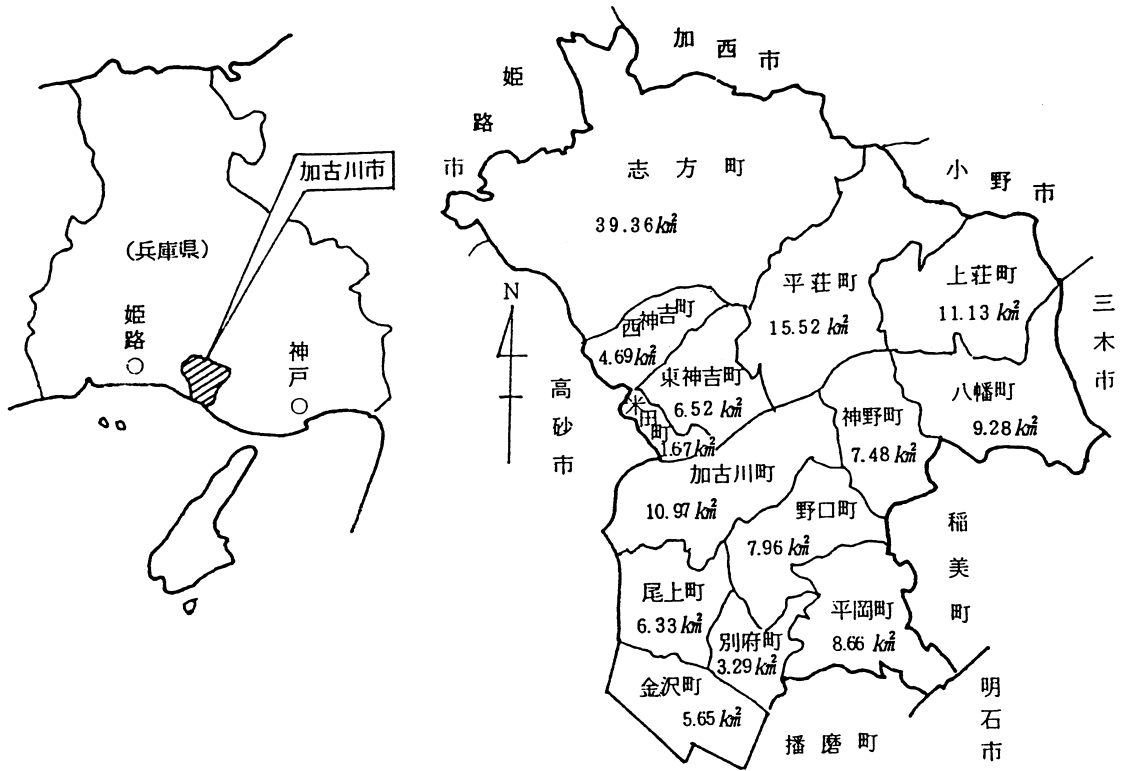 加古川市
(兵庫県)
姫路
神戸
N
加西市
姫路市
小野市
三木市
高砂市
稲美町
明石市
播磨町
志方町
39.36k㎡
平荘町
15.52k㎡
上荘町
11.13k㎡
西神吉町
4.69k㎡
東神吉町
6.52k㎡
米田町
1.67k㎡
八幡町
9.28k㎡
神野町
7.48k㎡
加古川町
10.97k㎡
野口町
7.96k㎡
尾上町
6.33k㎡
別府町
3.29k㎡
平岡町
8.66k㎡
金沢町
5.65k㎡